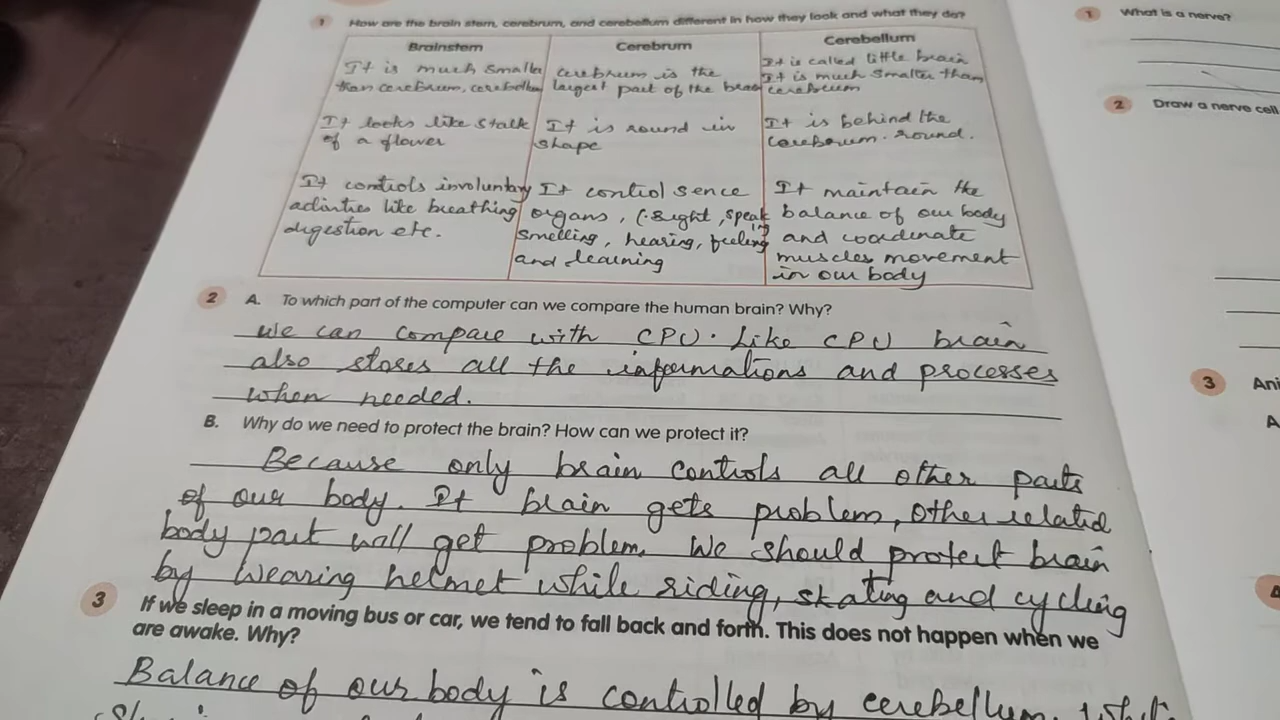 1 How are the brain stem, cerebrum, and cerebellum different in how they look and what they do?
Brainstem
It is much smalle
than cerebrum, cerebellu
It looks like stalk
of a flower
It controls involuntary
activities like breathing
digestion etc.
Cerebrum
cerebrum is the
largest part of the brain
It is round in
shape
It control sence
organs, (sight, speaking
smelling, hearing, feeling
and learning
Cerebellum
It is called little brain
It is much smaller than
cerebrum
It is behind the
cerebrum. round.
It maintain the
balance of our body
and coordinate
muscles movement
in our body
2 A. To which part of the computer can we compare the human brain? Why?
We can compare with CPU. Like CPU brain
also stores all the informations and processes
when needed.
B. Why do we need to protect the brain? How can we protect it?
Because only brain controls all other parts
of our body. It brain gets problem, other related
body part wall get problem. We should protect brain
by wearing helmet while riding, skating and cycling
3 If we sleep in a moving bus or car, we tend to fall back and forth. This does not happen when we
are awake. Why?
Balance of our body is controlled by cerebellum.
1 What is a nerve?
2 Draw a nerve cell
3 Ani
A